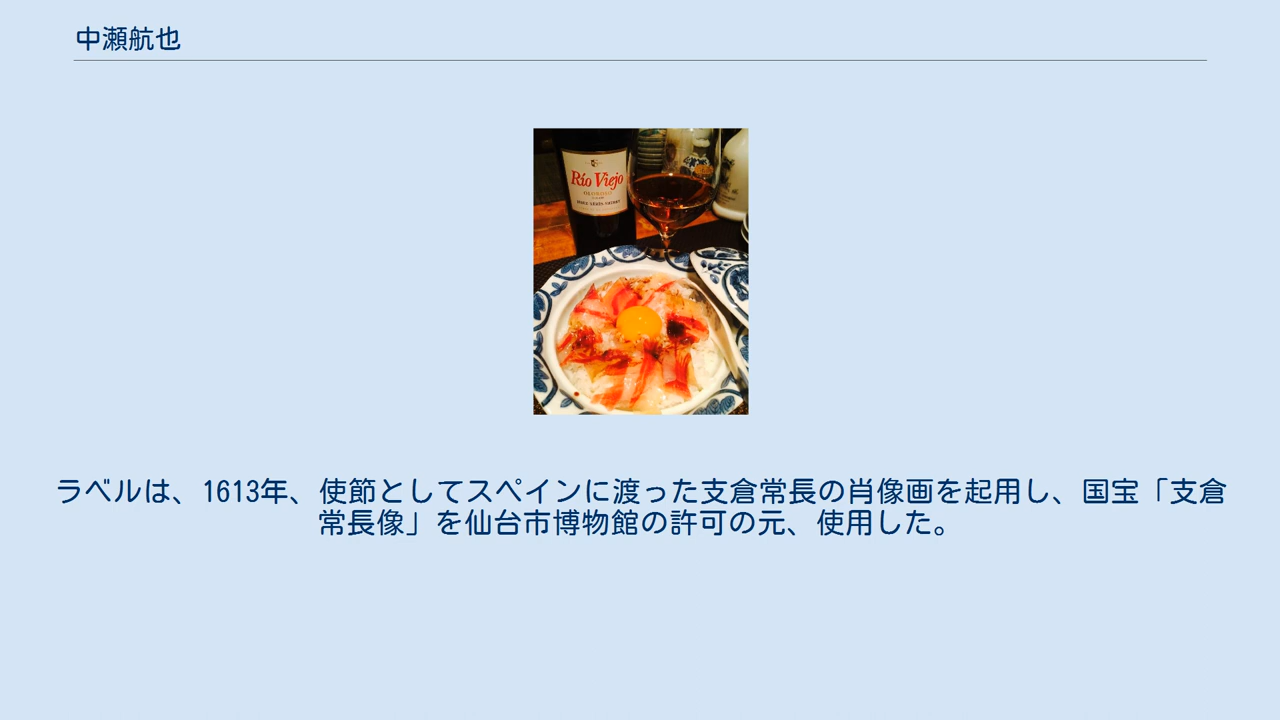 中瀬航也
Río Viejo
OLOROSO
ラベルは、1613年、使節としてスペインに渡った支倉常長の肖像画を起用し、国宝「支倉
常長像」を仙台市博物館の許可の元、使用した。